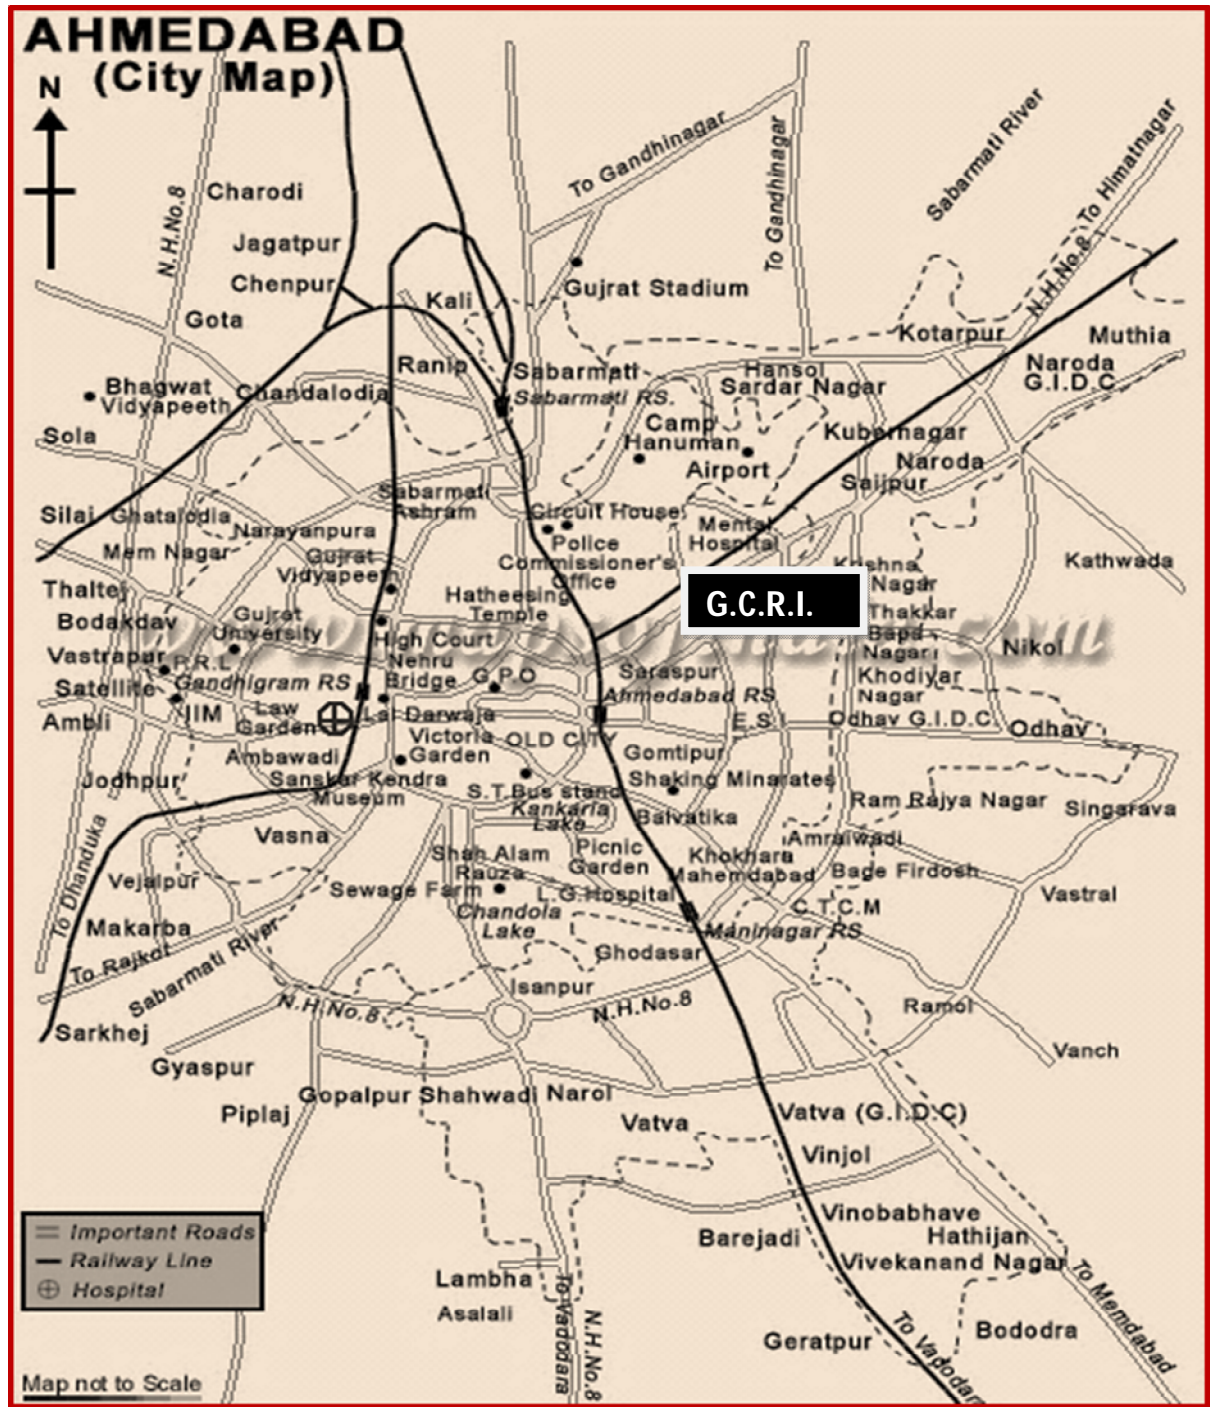 AHMEDABAD
(City Map)
N
To Gandhinagar
To Gandhinagar
Sabarmati River
To Himatnagar
N.H.No.8
N.H.No.8
Charodi
Jagatpur
Chenpur
Kali
Gujrat Stadium
Gota
Kotarpur
Muthia
Ranip
Sabarmati
Sabarmati RS.
Hansol
Sardar Nagar
Naroda
G.I.D.C.
Bhagwat
Vidyapeeth
Chandalodia
Camp
Hanuman
Kubernagar
Sola
Airport
Naroda
Saijpur
Sabarmati
Ashram
Silai
Ghatalodia
Narayanpura
Circuit House
Mental
Hospital
Mem Nagar
Gujrat
Vidyapeeth
Police
Commissioner's
Office
Krishna
Nagar
Kathwada
Thaltej
Hatheesing
Temple
G.C.R.I.
Bodakdav
Gujrat
University
High Court
Thakkar
Bapa
Nagar
Nikol
Vastrapur
P.R.L
Nehru
Bridge
G.P.O
Saraspur
Khodiyar
Nagar
Satellite
Gandhigram RS
Ahmedabad RS
Ambli
IIM
Law
Garden
Lal Darwaja
E.S.I
Odhav G.I.D.C.
Odhav
Victoria
Garden
OLD CITY
Ambawadi
Gomtipur
Jodhpur
Sanskar Kendra
Museum
S.T.Bus stand
Shaking Minarates
Kankaria
Lake
Balvatika
Ram Rajya Nagar
Singarava
Vasna
To Dhanduka
Shah Alam
Rauza
Picnic
Garden
Khokhara
Mahemdabad
Amraiwadi
Bage Firdosh
Vejalpur
Sewage Farm
L.G.Hospital
Vastral
C.T.C.M
Chandola
Lake
Makarba
Maninagar RS
To Rajkot
Sabarmati River
Ghodasar
Isanpur
N.H.No.8
N.H.No.8
Ramol
Sarkhej
Vanch
Gyaspur
Gopalpur
Shahwadi
Narol
Piplaj
Vatva
Vatva (G.I.D.C)
Vinjol
Vinobabhave
Barejadi
Hathijan
Vivekanand Nagar
Important Roads
Railway Line
Hospital
Lambha
Asalali
To Vadodara
N.H.No.8
To Memdabad
Bododra
Geratpur
To Vadodar
Map not to Scale